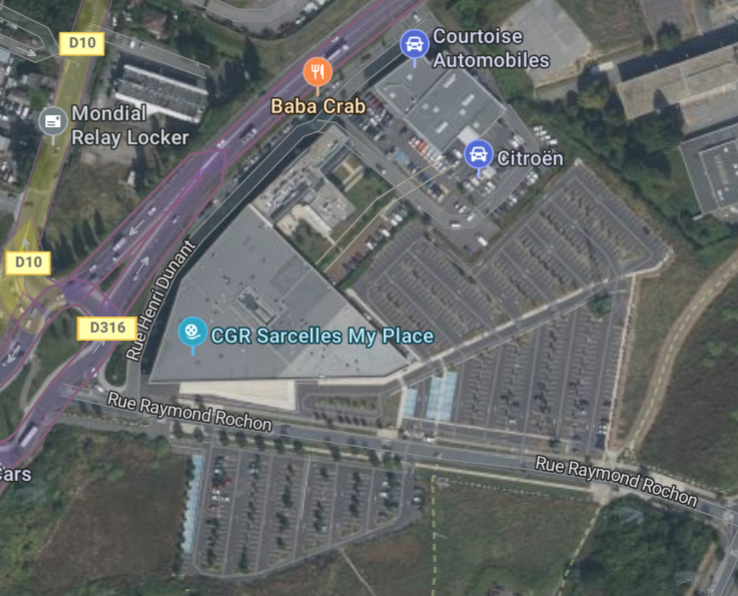 D10
Courtoise
Automobiles
Baba Crab
Mondial
Relay Locker
Citroën
D10
Rue Henri Dunant
D316
CGR Sarcelles My Place
Rue Raymond Rochon
Rue Raymond Rochon
Cars